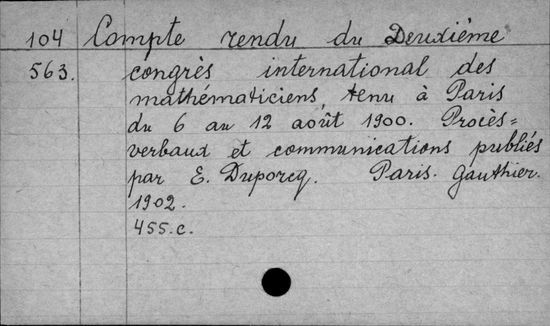 104 Compte rendu du Deuxième
563. congrès international des
mathématiciens, tenu à Paris
du 6 au 12 août 1900. Procès=
verbaux et communications publiés
par E. Duporcq. Paris. Gauthier.
1902.
455.c.